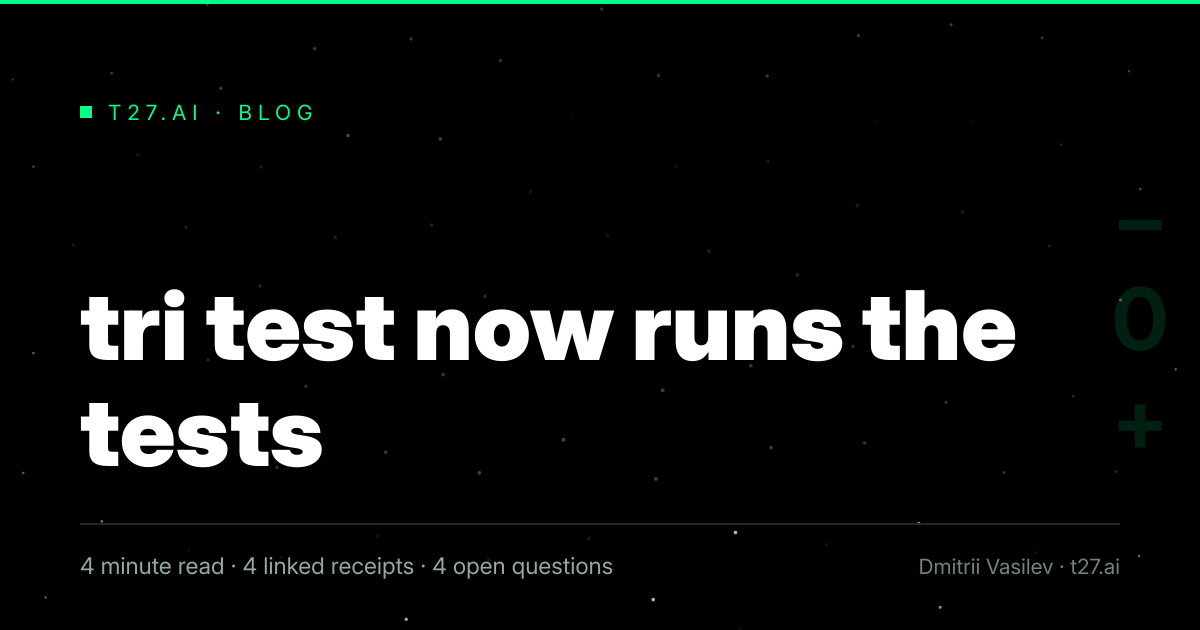 T27.AI · BLOG
tri test now runs the
tests
4 minute read · 4 linked receipts · 4 open questions
Dmitrii Vasilev · t27.ai
−
0
+